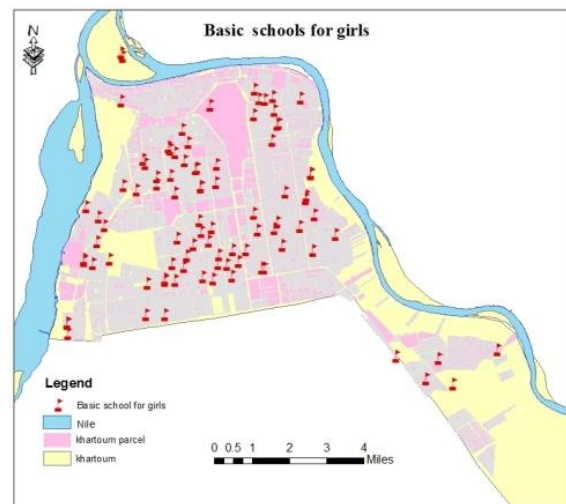 Basic schools for girls
N
Legend
Basic school for girls
Nile
khartoum parcel
khartoum
0 0.5 1 2 3 4
Miles